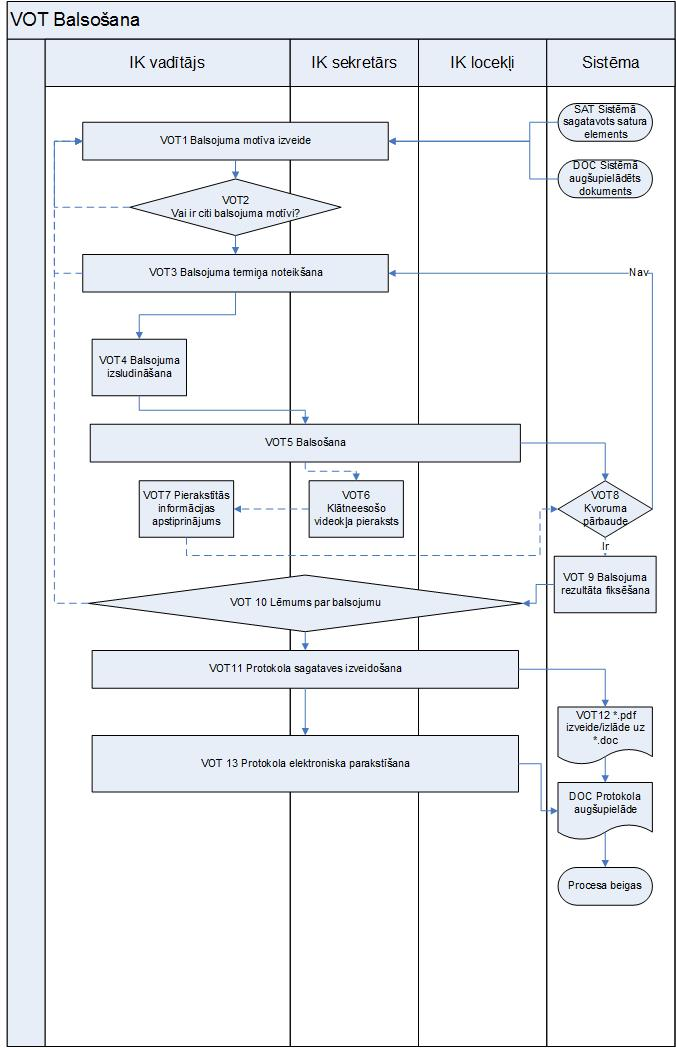 VOT Balsošana
IK vadītājs
IK sekretārs
IK locekļi
Sistēma
SAT Sistēmā
sagatavots satura
elements
VOT1 Balsojuma motīva izveide
DOC Sistēmā
augšupielādēts
dokuments
VOT2
Vai ir citi balsojuma motīvi?
VOT3 Balsojuma termiņa noteikšana
Nav
VOT4 Balsojuma
izsludināšana
VOT5 Balsošana
VOT7 Pierakstītās
informācijas
apstiprinājums
VOT6
Klātneesošo
videokļa pieraksts
VOT8
Kvoruma
pārbaude
Ir
VOT 9 Balsojuma
rezultāta fiksēšana
VOT 10 Lēmums par balsojumu
VOT11 Protokola sagataves izveidošana
VOT12 *.pdf
izveide/izlāde uz
*.doc
VOT 13 Protokola elektroniska parakstīšana
DOC Protokola
augšupielāde
Procesa beigas